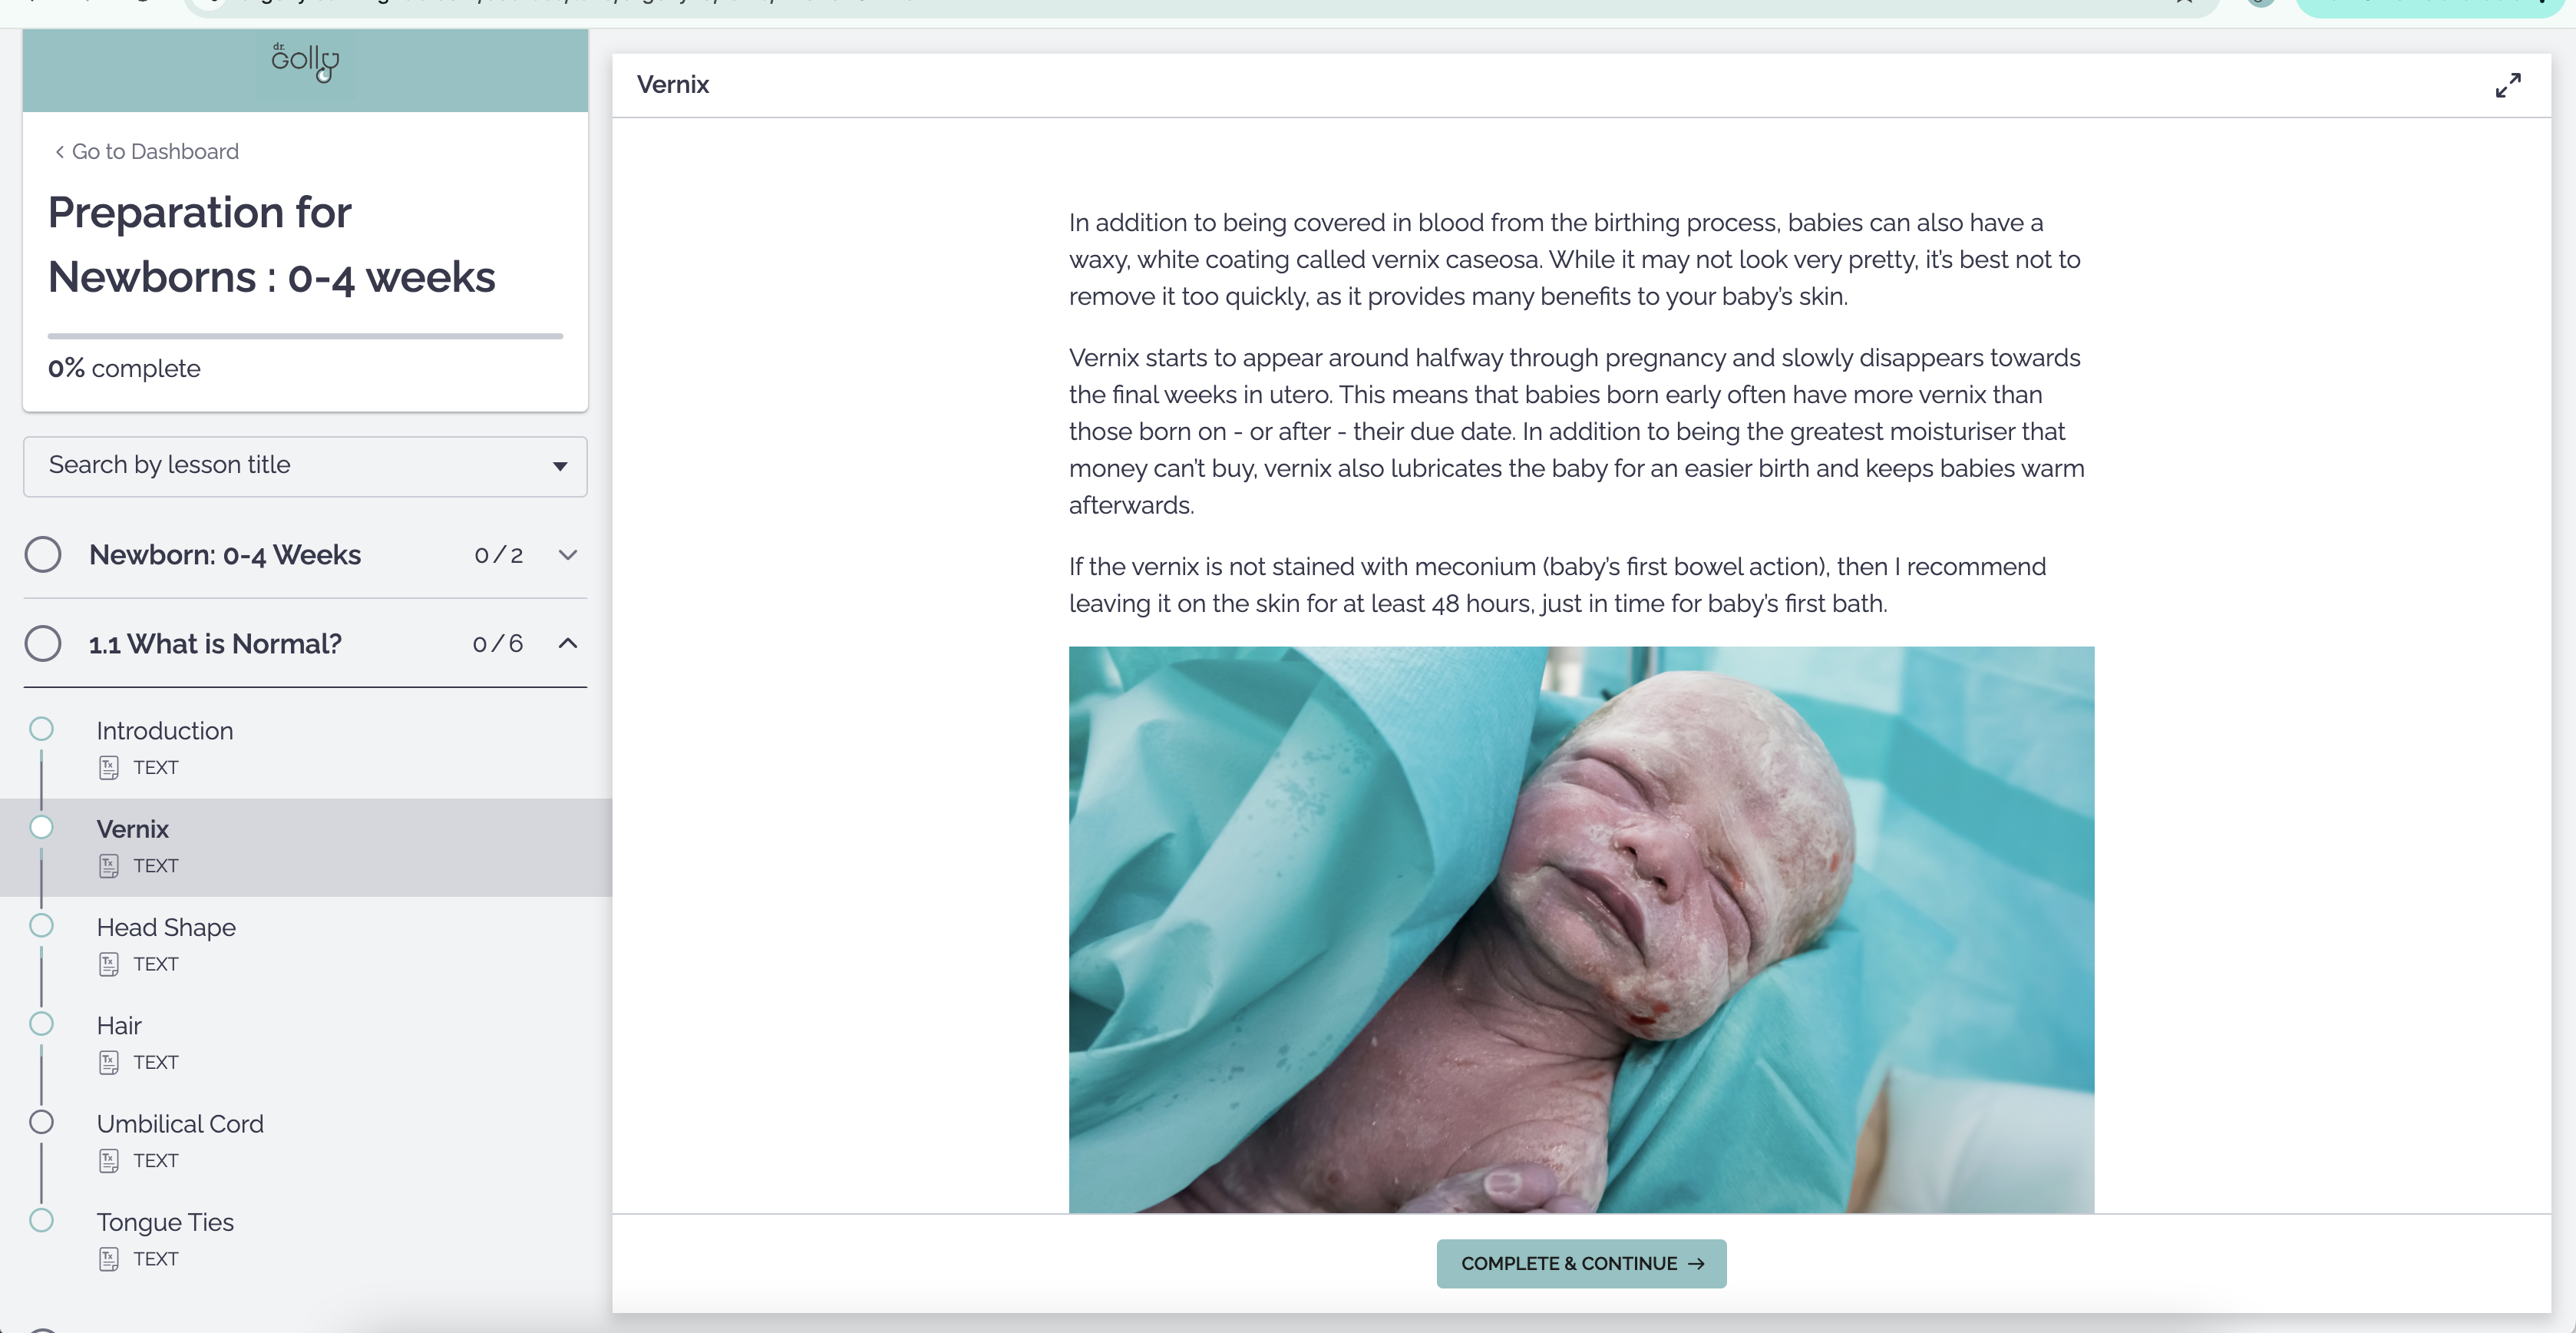 dr.
Golly
Go to Dashboard
Preparation for
Newborns : 0-4 weeks
0% complete
Search by lesson title
Newborn: 0-4 Weeks 0 / 2
1.1 What is Normal? 0 / 6
Introduction
TEXT
Vernix
TEXT
Head Shape
TEXT
Hair
TEXT
Umbilical Cord
TEXT
Tongue Ties
TEXT
Vernix
In addition to being covered in blood from the birthing process, babies can also have a
waxy, white coating called vernix caseosa. While it may not look very pretty, it’s best not to
remove it too quickly, as it provides many benefits to your baby’s skin.
Vernix starts to appear around halfway through pregnancy and slowly disappears towards
the final weeks in utero. This means that babies born early often have more vernix than
those born on - or after - their due date. In addition to being the greatest moisturiser that
money can’t buy, vernix also lubricates the baby for an easier birth and keeps babies warm
afterwards.
If the vernix is not stained with meconium (baby’s first bowel action), then I recommend
leaving it on the skin for at least 48 hours, just in time for baby’s first bath.
COMPLETE & CONTINUE →